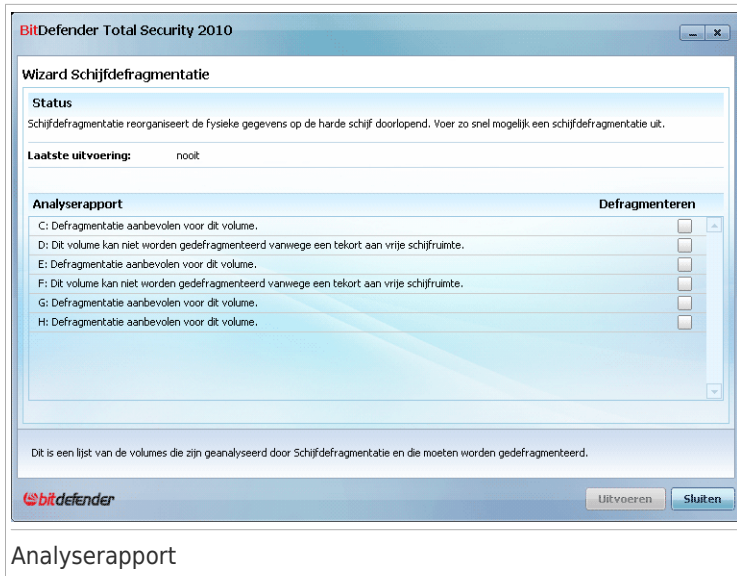 BitDefender Total Security 2010
Wizard Schijfdefragmentatie
Status
Schijfdefragmentatie reorganiseert de fysieke gegevens op de harde schijf doorlopend. Voer zo snel mogelijk een schijfdefragmentatie uit.
Laatste uitvoering: nooit
Analyserapport Defragmenteren
C: Defragmentatie aanbevolen voor dit volume.
D: Dit volume kan niet worden gedefragmenteerd vanwege een tekort aan vrije schijfruimte.
E: Defragmentatie aanbevolen voor dit volume.
F: Dit volume kan niet worden gedefragmenteerd vanwege een tekort aan vrije schijfruimte.
G: Defragmentatie aanbevolen voor dit volume.
H: Defragmentatie aanbevolen voor dit volume.
Dit is een lijst van de volumes die zijn geanalyseerd door Schijfdefragmentatie en die moeten worden gedefragmenteerd.
bitdefender Uitvoeren Sluiten
Analyserapport